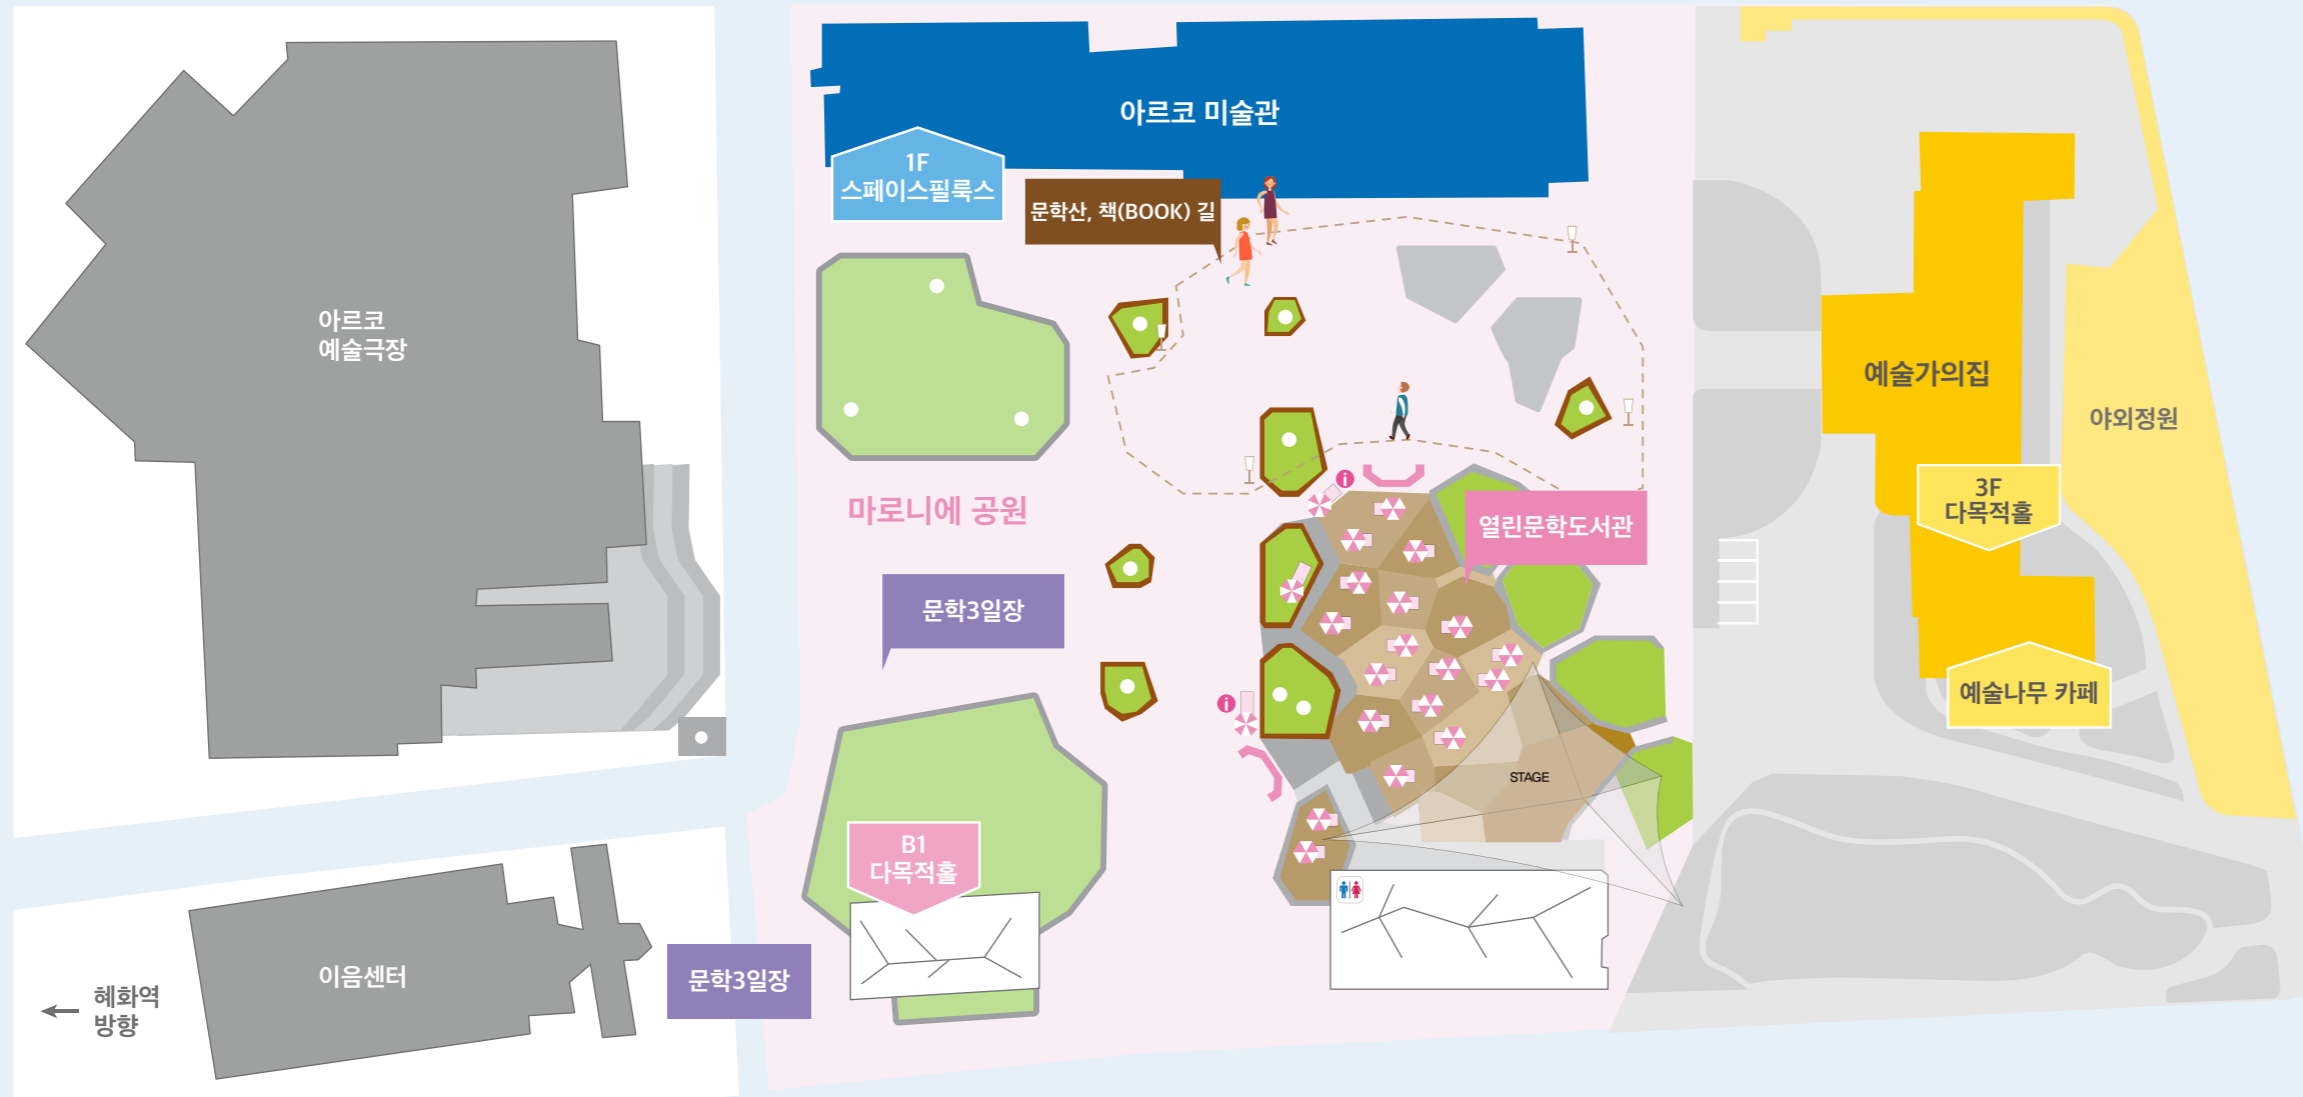 아르코 미술관
1F
스페이스필룩스
문학산, 책(BOOK) 길
아르코
예술극장
예술가의집
야외정원
3F
다목적홀
마로니에 공원
i
열린문학도서관
문학3일장
i
예술나무 카페
STAGE
B1
다목적홀
이음센터
문학3일장
혜화역
방향